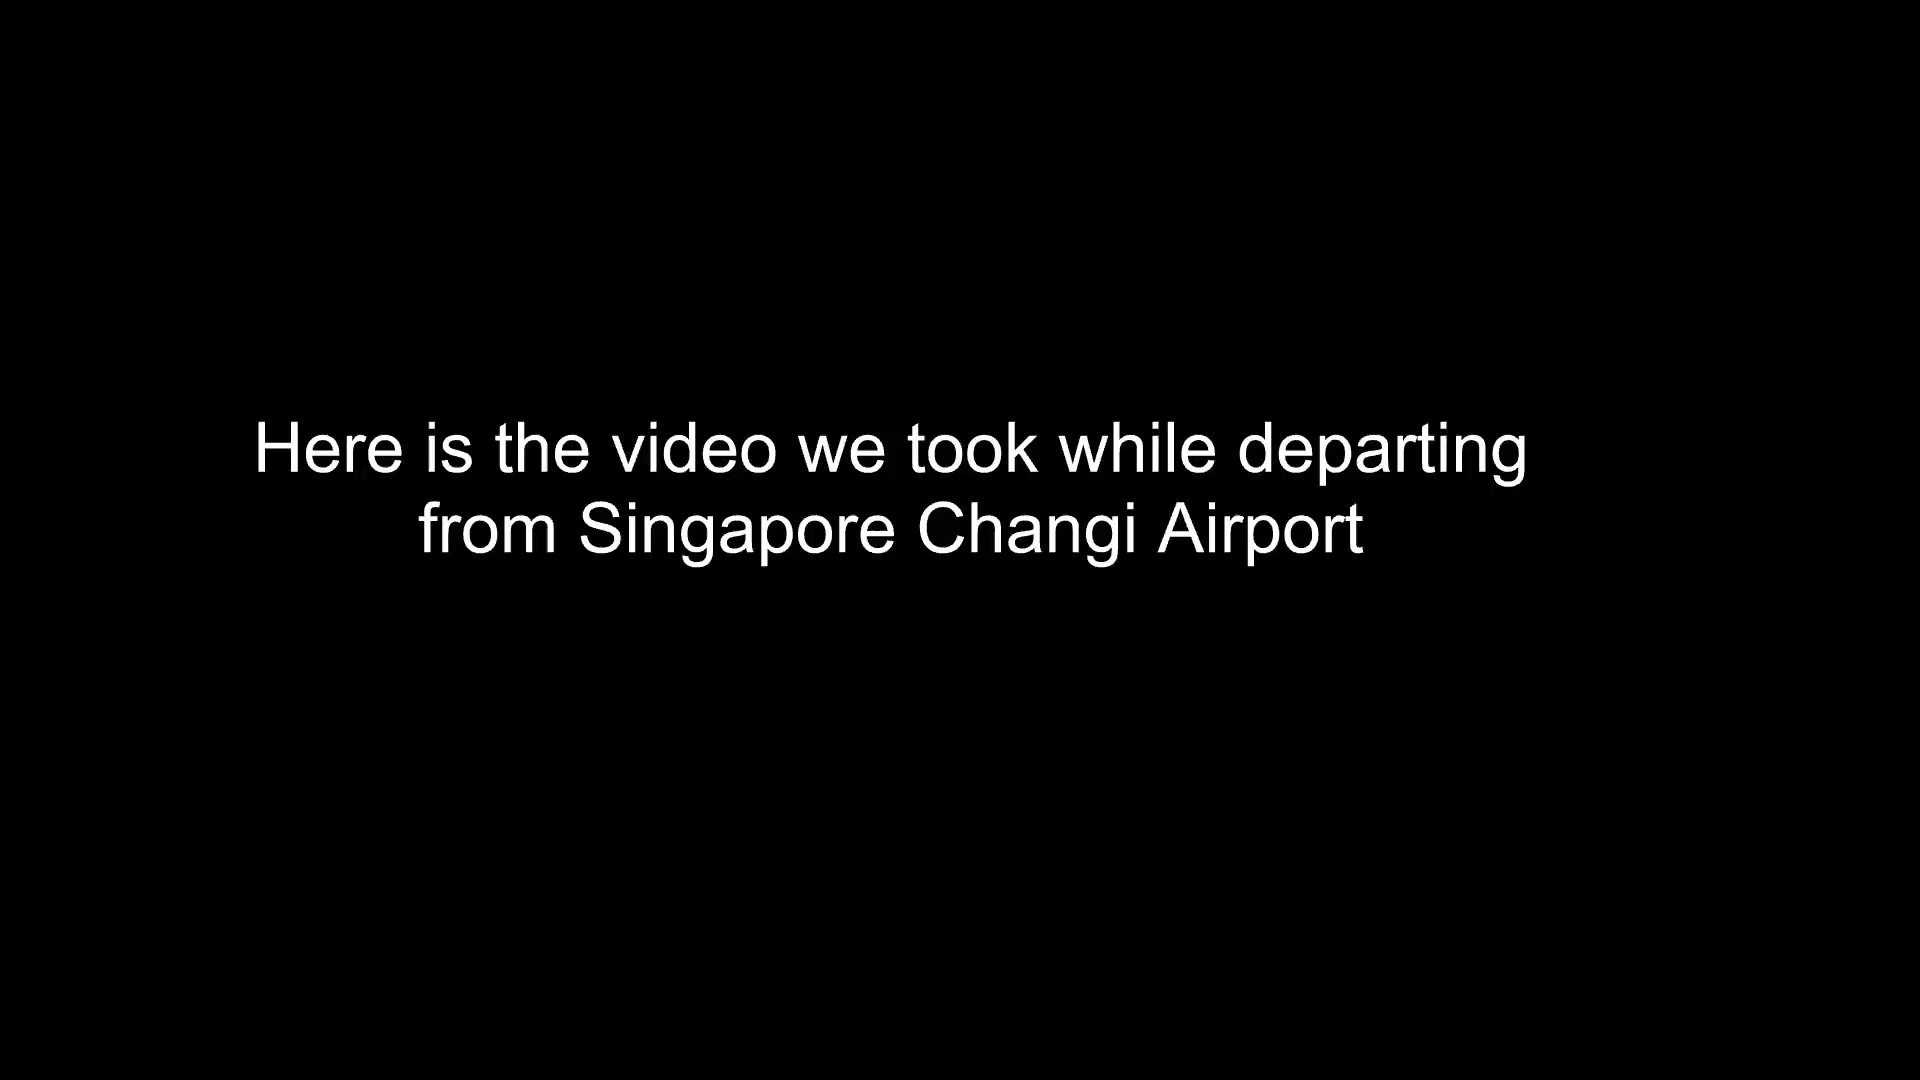 Here is the video we took while departing
from Singapore Changi Airport